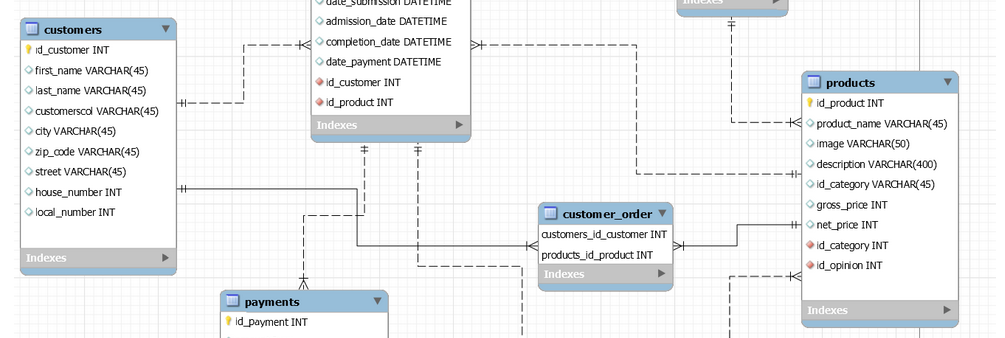 customers
id_customer INT
first_name VARCHAR(45)
last_name VARCHAR(45)
customerscol VARCHAR(45)
city VARCHAR(45)
zip_code VARCHAR(45)
street VARCHAR(45)
house_number INT
local_number INT
Indexes
date_submission DATETIME
admission_date DATETIME
completion_date DATETIME
date_payment DATETIME
id_customer INT
id_product INT
Indexes
payments
id_payment INT
customer_order
customers_id_customer INT
products_id_product INT
Indexes
Indexes
products
id_product INT
product_name VARCHAR(45)
image VARCHAR(50)
description VARCHAR(400)
id_category VARCHAR(45)
gross_price INT
net_price INT
id_category INT
id_opinion INT
Indexes